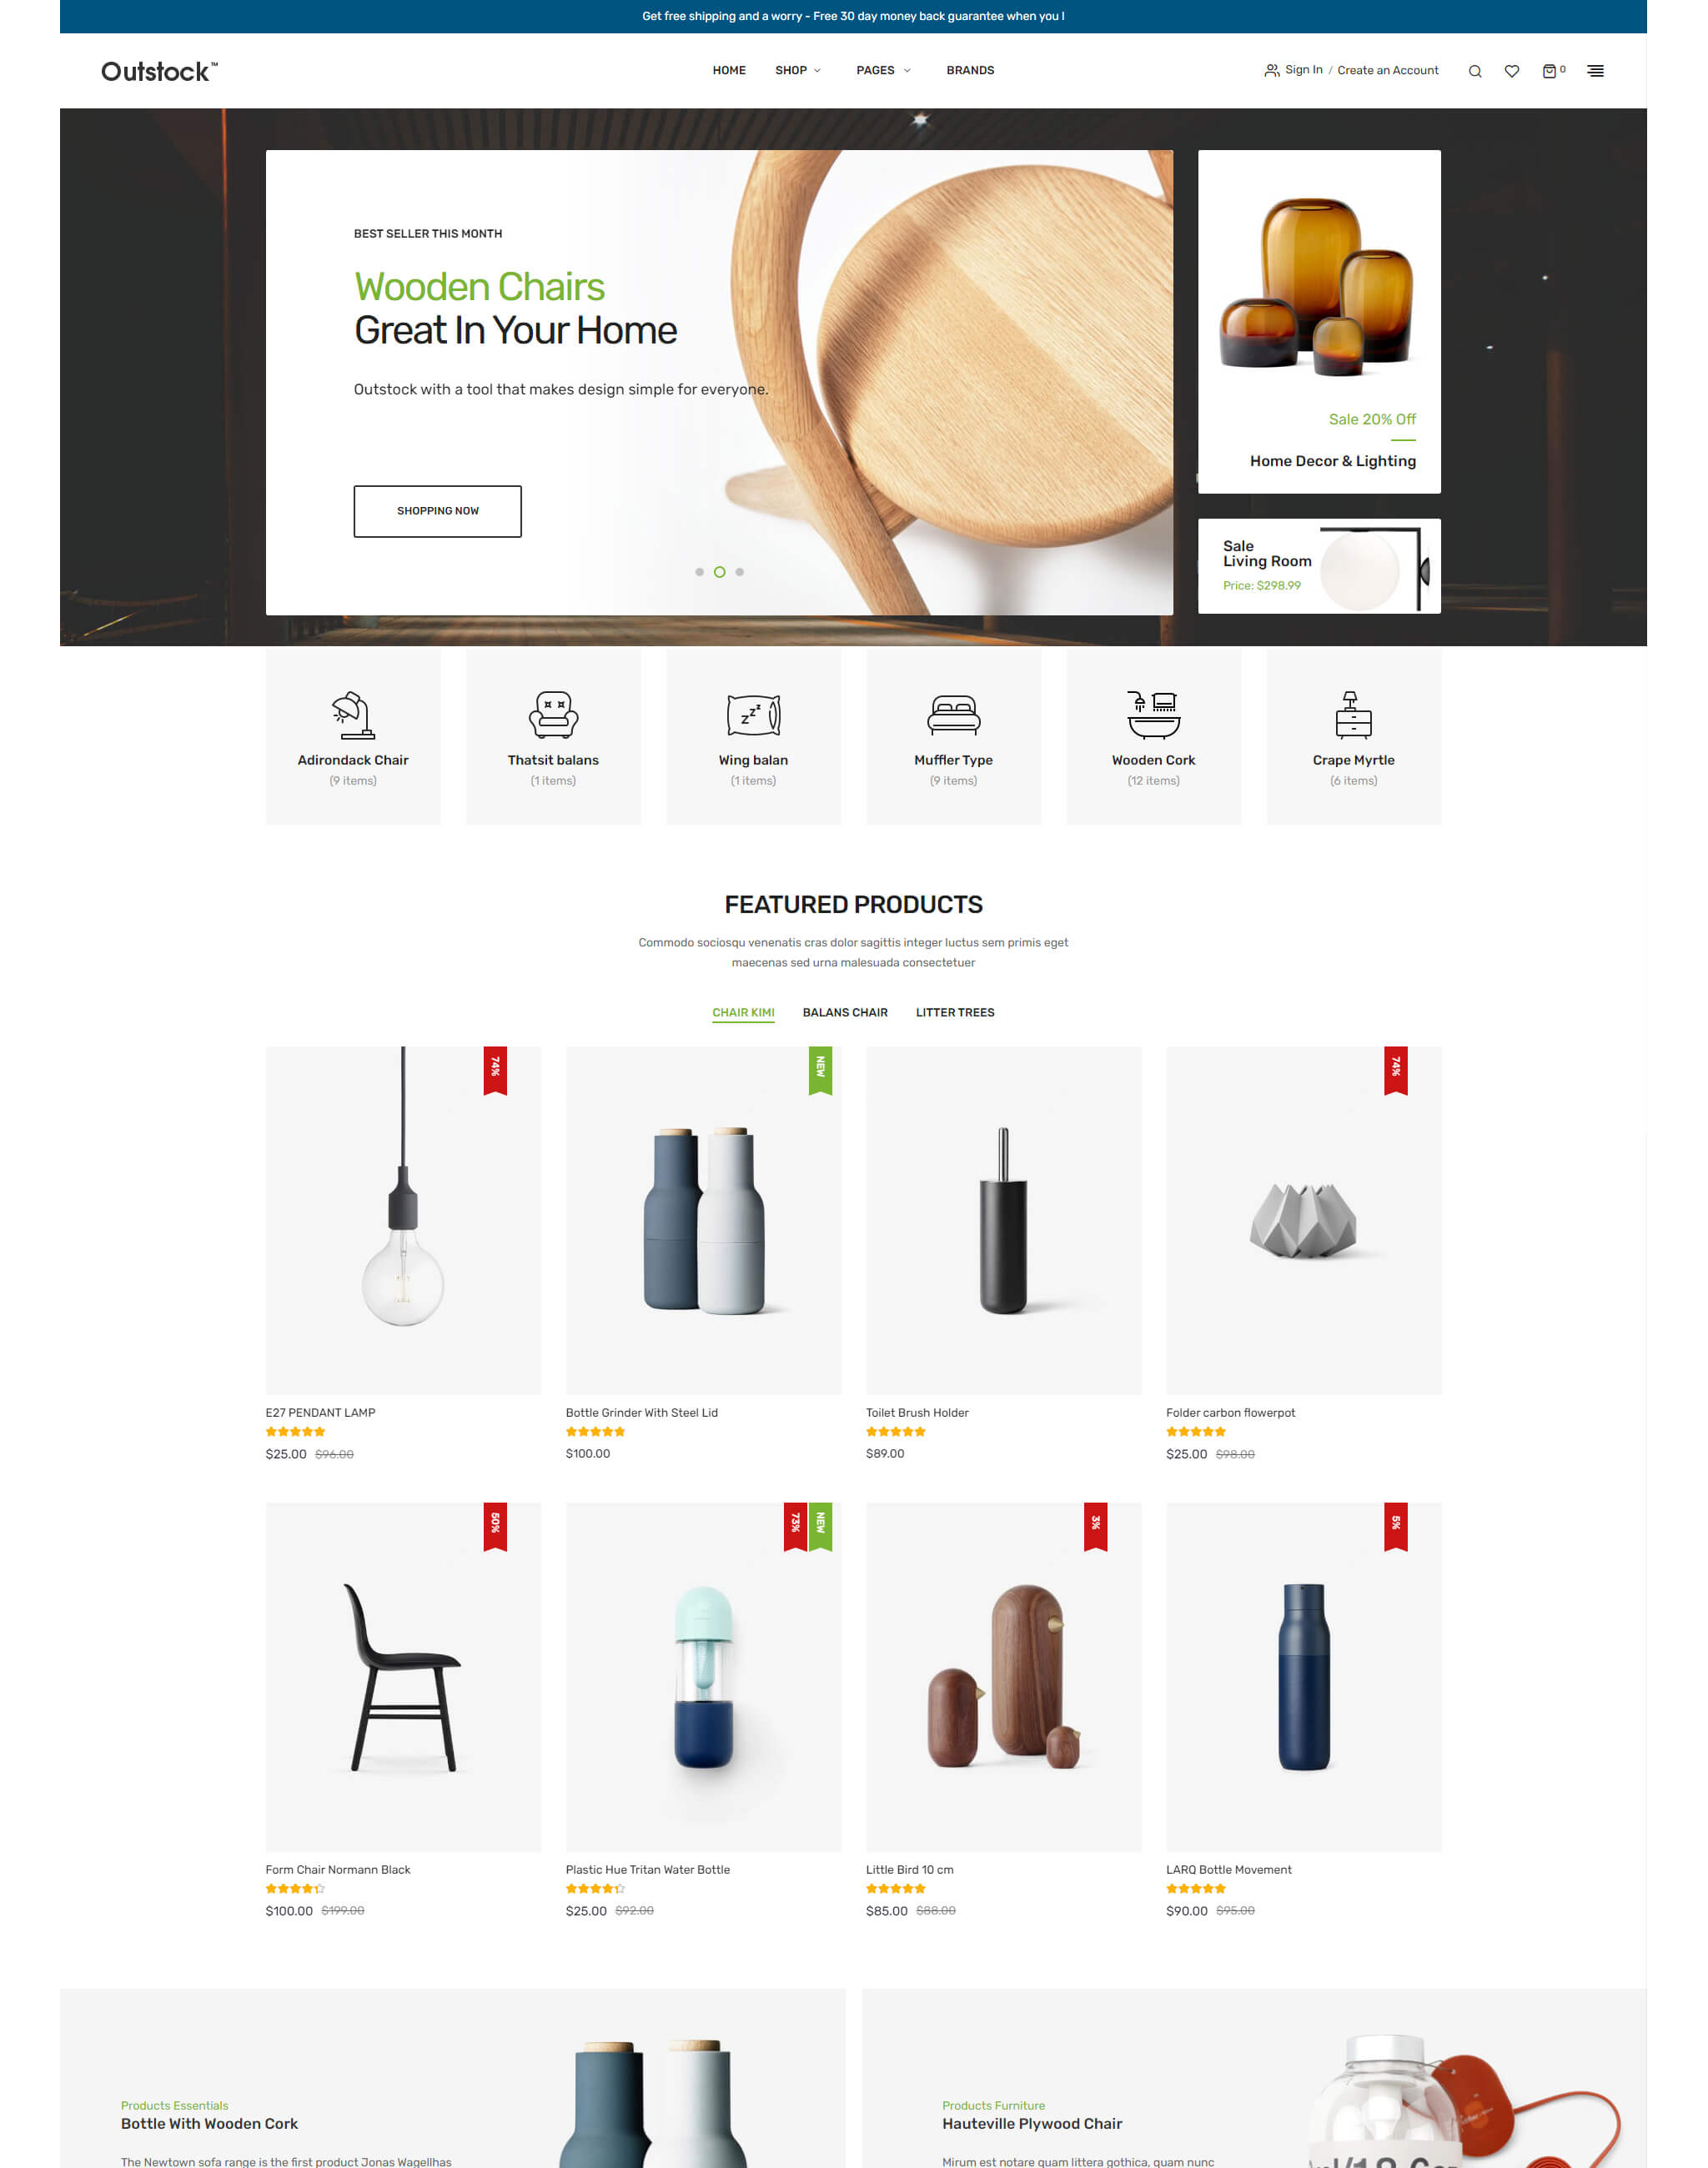 Get free shipping and a worry - Free 30 day money back guarantee when you l
Outstock™
HOME SHOP PAGES BRANDS
Sign In / Create an Account
0
BEST SELLER THIS MONTH
Wooden Chairs
Great In Your Home
Outstock with a tool that makes design simple for everyone.
SHOPPING NOW
Sale 20% Off
Home Decor & Lighting
Sale
Living Room
Price: $298.99
zzz
Adirondack Chair Thatsit balans Wing balan Muffler Type Wooden Cork Crape Myrtle
(9 items) (1 items) (1 items) (9 items) (12 items) (6 items)
FEATURED PRODUCTS
Commodo sociosqu venenatis cras dolor sagittis integer luctus sem primis eget
maecenas sed urna malesuada consectetuer
CHAIR KIMI BALANS CHAIR LITTER TREES
74% NEW 74%
E27 PENDANT LAMP Bottle Grinder With Steel Lid Toilet Brush Holder Folder carbon flowerpot
$25.00 $96.00 $100.00 $89.00 $25.00 $98.00
50% 73% NEW 3% 5%
Form Chair Normann Black Plastic Hue Tritan Water Bottle Little Bird 10 cm LARQ Bottle Movement
$100.00 $199.00 $25.00 $92.00 $85.00 $88.00 $90.00 $95.00
Products Essentials
Bottle With Wooden Cork
The Newtown sofa range is the first product Jonas Wagellhas
Products Furniture
Hauteville Plywood Chair
Mirum est notare quam littera gothica, quam nunc